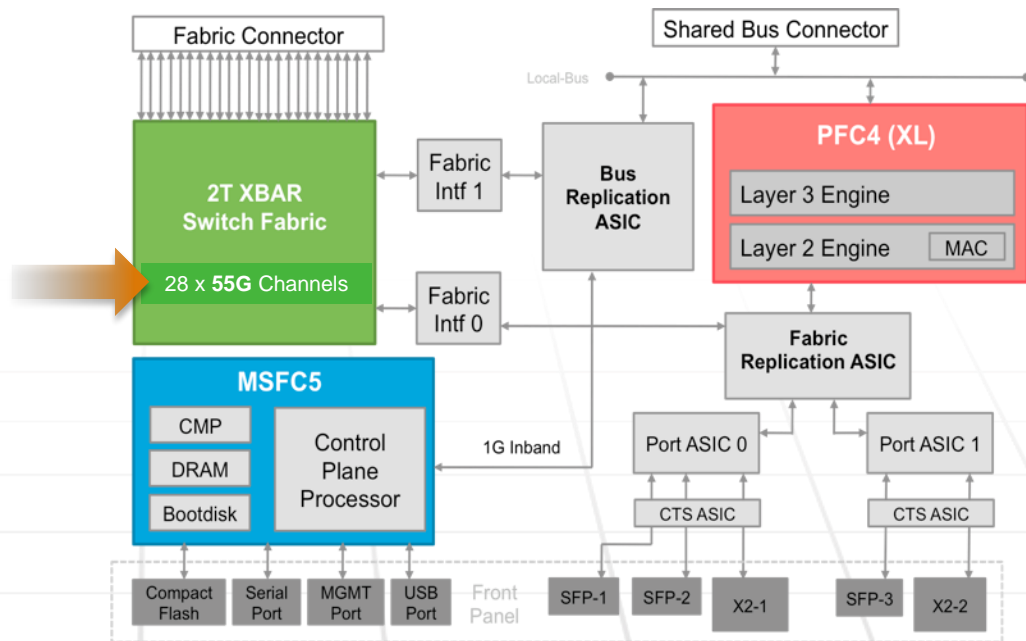 Fabric Connector
Shared Bus Connector
Local-Bus
2T XBAR
Switch Fabric
28 x 55G Channels
Fabric
Intf 1
Fabric
Intf 0
Bus
Replication
ASIC
PFC4 (XL)
Layer 3 Engine
Layer 2 Engine
MAC
Fabric
Replication ASIC
MSFC5
CMP
DRAM
Bootdisk
Control
Plane
Processor
1G Inband
Port ASIC 0
Port ASIC 1
CTS ASIC
CTS ASIC
Compact
Flash
Serial
Port
MGMT
Port
USB
Port
Front
Panel
SFP-1
SFP-2
X2-1
SFP-3
X2-2